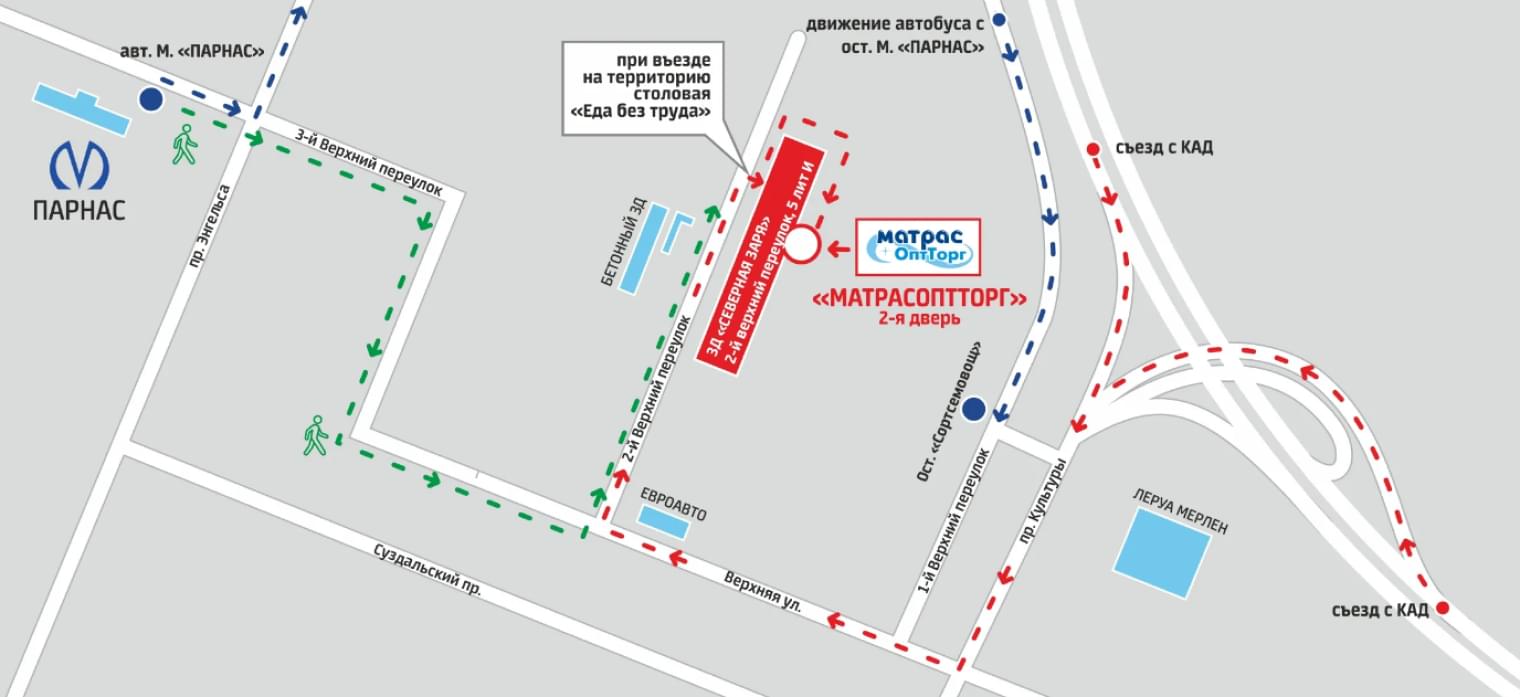 авт. М. «ПАРНАС»
ПАРНАС
пр. Энгельса
3-й Верхний переулок
при въезде
на территорию
столовая
«Еда без труда»
движение автобуса с
ост. М. «ПАРНАС»
съезд с КАД
БЕТОННЫЙ ЗД
ЗД «СЕВЕРНАЯ ЗАРЯ»
2-й верхний переулок, 5 лит И
матрас
ОптТорг
«МАТРАСОПТТОРГ»
2-я дверь
2-й Верхний переулок
Ост. «Сортсемовощ»
ЕВРОАВТО
1-й Верхний переулок
пр. Культуры
ЛЕРУА МЕРЛЕН
Суздальский пр.
Верхняя ул.
съезд с КАД